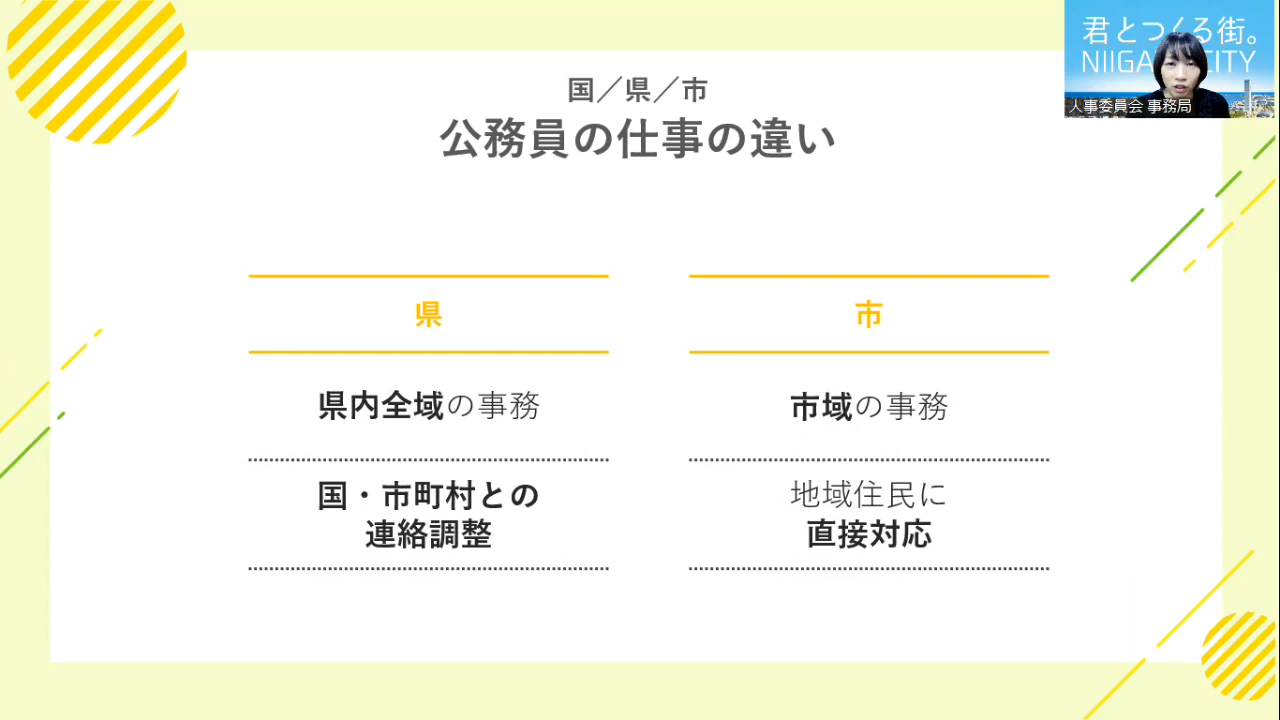 国／県／市
公務員の仕事の違い
君とつくる街。
人事委員会 事務局
県
県内全域の事務
国・市町村との
連絡調整
市
市域の事務
地域住民に
直接対応